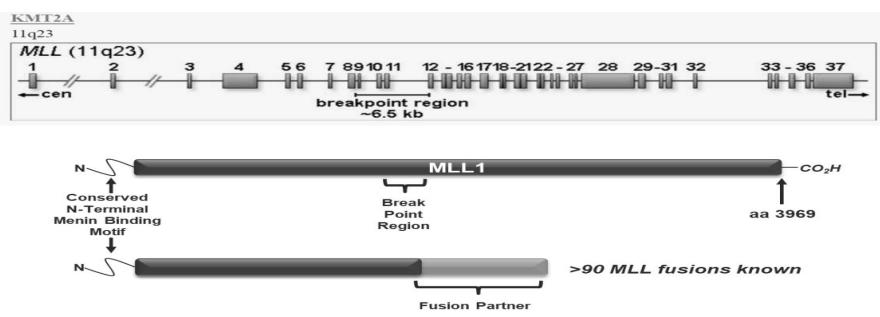 KMT2A
11q23
MLL (11q23)
1 2 3 4 5 6 7 8 9 10 11 12 - 16 17 18 - 21 22 - 27 28 29 - 31 32 33 - 36 37
cen breakpoint region tel
~6.5 kb
N MLL1 CO₂H
Conserved
N-Terminal
Menin Binding
Motif
Break
Point
Region
aa 3969
N >90 MLL fusions known
Fusion Partner